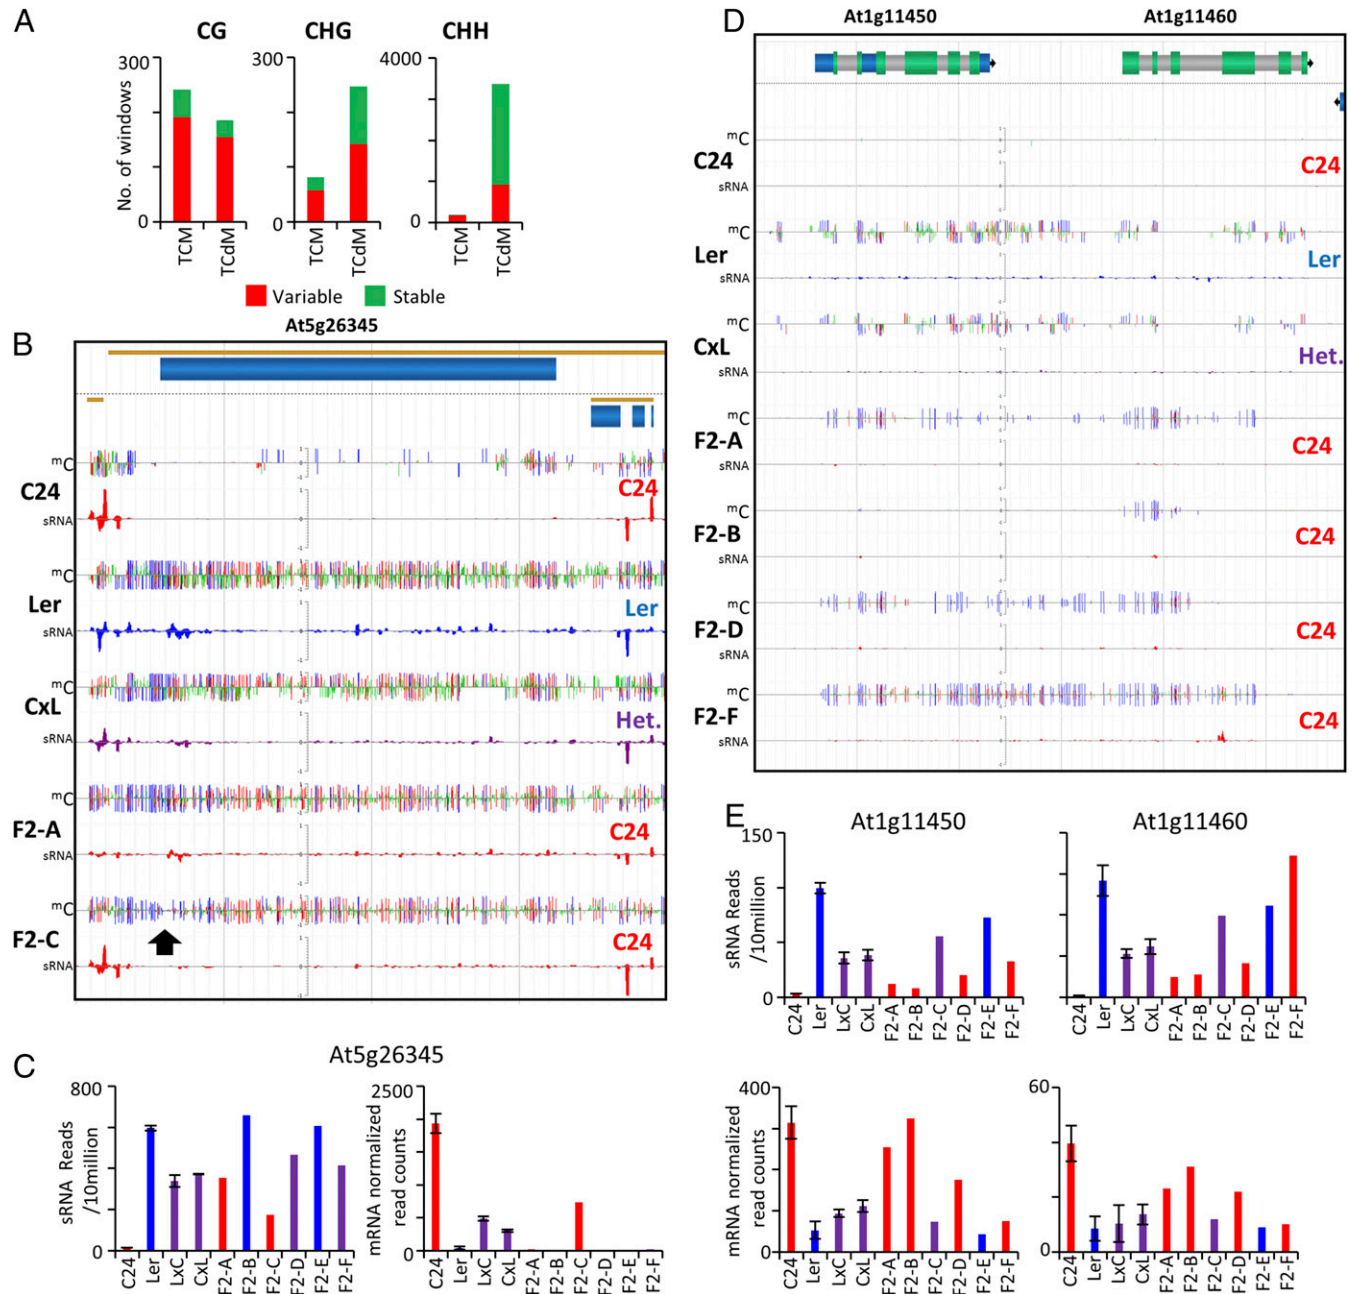 A
CG
CHG
CHH
No. of windows
300
0
TCM
TCdM
300
0
TCM
TCdM
4000
0
TCM
TCdM
Variable
Stable
B
At5g26345
mC
C24
C24
sRNA
mC
Ler
Ler
sRNA
mC
CxL
Het.
sRNA
mC
F2-A
C24
sRNA
mC
F2-C
C24
sRNA
C
At5g26345
sRNA Reads
/10million
800
0
C24
Ler
LxC
CxL
F2-A
F2-B
F2-C
F2-D
F2-E
F2-F
mRNA normalized
read counts
2500
0
C24
Ler
LxC
CxL
F2-A
F2-B
F2-C
F2-D
F2-E
F2-F
D
At1g11450
At1g11460
mC
C24
C24
sRNA
mC
Ler
Ler
sRNA
mC
CxL
Het.
sRNA
mC
F2-A
C24
sRNA
mC
F2-B
C24
sRNA
mC
F2-D
C24
sRNA
mC
F2-F
C24
sRNA
E
At1g11450
At1g11460
sRNA Reads
/10million
150
0
C24
Ler
LxC
CxL
F2-A
F2-B
F2-C
F2-D
F2-E
F2-F
C24
Ler
LxC
CxL
F2-A
F2-B
F2-C
F2-D
F2-E
F2-F
mRNA normalized
read counts
400
0
C24
Ler
LxC
CxL
F2-A
F2-B
F2-C
F2-D
F2-E
F2-F
60
0
C24
Ler
LxC
CxL
F2-A
F2-B
F2-C
F2-D
F2-E
F2-F